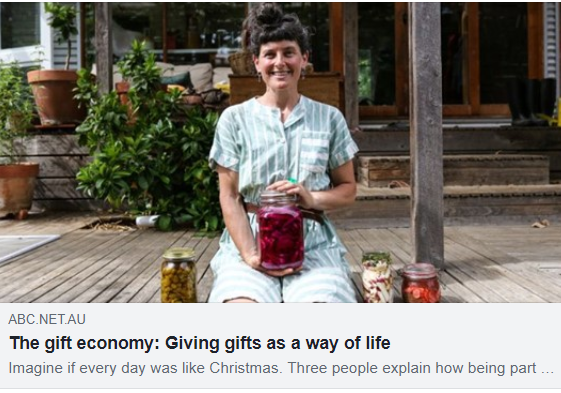 ABC.NET.AU
The gift economy: Giving gifts as a way of life
Imagine if every day was like Christmas. Three people explain how being part ...